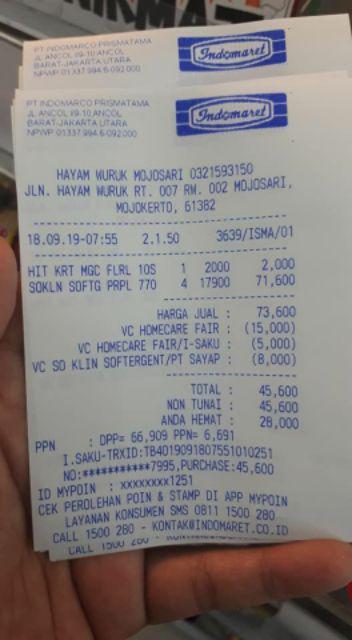 PT INDOMARCO PRISMATAMA
JL.ANCOL I/9-10 ANCOL
BARAT-JAKARTA UTARA
NPWP 01.337.994.6-092.000
Indomaret
PT INDOMARCO PRISMATAMA
JL.ANCOL I/9-10 ANCOL
BARAT-JAKARTA UTARA
NPWP 01.337.994.6-092.000
Indomaret
HAYAM WURUK MOJOSARI 0321593150
JLN. HAYAM WURUK RT. 007 RW. 002 MOJOSARI,
MOJOKERTO, 61382
18.09.19-07:55 2.1.50 3639/ISMA/01
HIT KRT MGC FLRL 10S 1 2000 2,000
SOKLN SOFTG PRPL 770 4 17900 71,600
HARGA JUAL : 73,600
VC HOMECARE FAIR : (15,000)
VC HOMECARE FAIR/I-SAKU : (5,000)
VC SO KLIN SOFTERGENT/PT SAYAP : (8,000)
TOTAL : 45,600
NON TUNAI : 45,600
ANDA HEMAT : 28,000
PPN : DPP= 66,909 PPN= 6,691
I.SAKU-TRXID:TB4019091807551010251
NO:***********7995,PURCHASE:45,600
ID MYPOIN : xxxxxxxx1251
CEK PEROLEHAN POIN & STAMP DI APP MYPOIN
LAYANAN KONSUMEN SMS 0811 1500 280
CALL 1500 280 - KONTAK@INDOMARET.CO.ID
CALL 1500 280